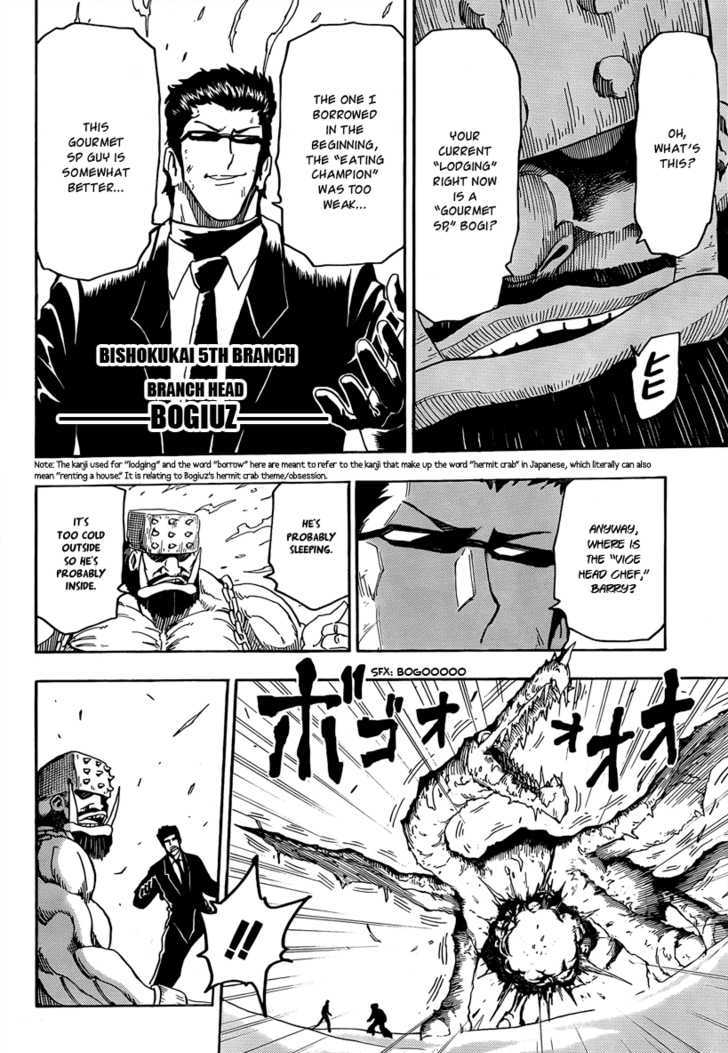 OH,
WHAT'S
THIS?
YOUR
CURRENT
"LODGING"
RIGHT NOW
IS A
"GOURMET
SP," BOGI?
ヒヒ
THE ONE I
BORROWED
IN THE
BEGINNING,
THE "EATING
CHAMPION"
WAS TOO
WEAK...
THIS
GOURMET
SP GUY IS
SOMEWHAT
BETTER...
BISHOKUKAI 5TH BRANCH
BRANCH HEAD
BOGIUZ
Note: The kanji used for "lodging" and the word "borrow" here are meant to refer to the kanji that make up the word "hermit crab" in Japanese, which literally can also
mean "renting a house." It is relating to Bogiuz's hermit crab theme/obsession.
ANYWAY,
WHERE IS
THE "VICE
HEAD CHEF,"
BARRY?
HE'S
PROBABLY
SLEEPING.
IT'S
TOO COLD
OUTSIDE
SO HE'S
PROBABLY
INSIDE.
SFX: BOGOOOOO
ボゴオオオ
!!